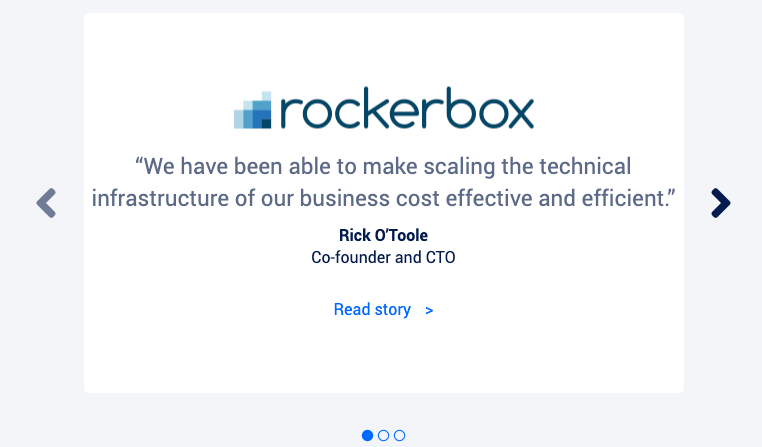 rockerbox
“We have been able to make scaling the technical
infrastructure of our business cost effective and efficient.”
Rick O’Toole
Co-founder and CTO
Read story >